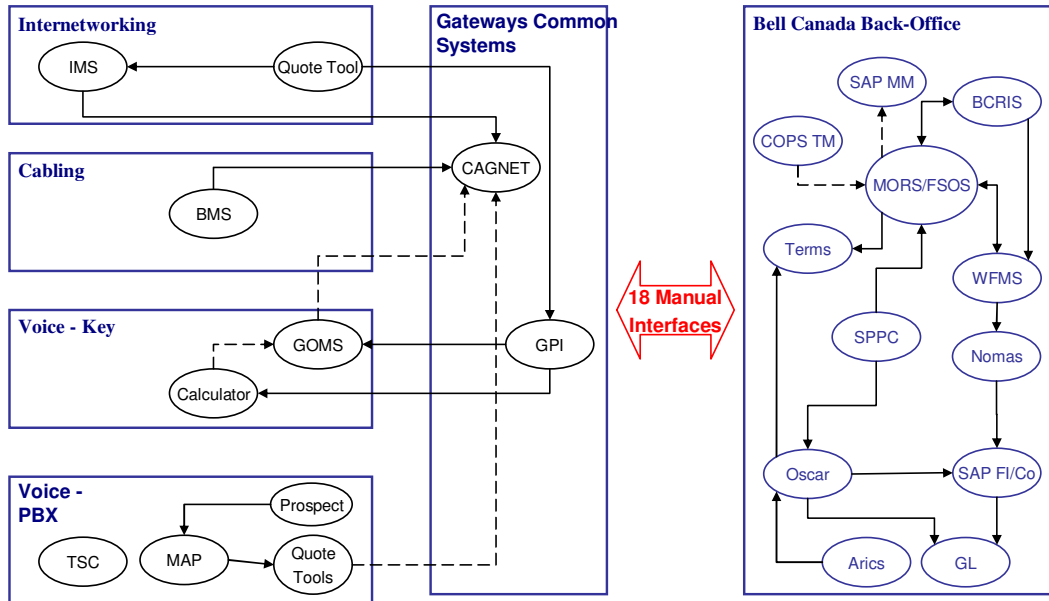 Internetworking
IMS
Quote Tool
Cabling
BMS
Voice - Key
GOMS
Calculator
Voice -
PBX
Prospect
TSC
MAP
Quote
Tools
Gateways Common
Systems
CAGNET
GPI
18 Manual
Interfaces
Bell Canada Back-Office
SAP MM
BCRIS
COPS TM
MORS/FSOS
Terms
WFMS
SPPC
Nomas
Oscar
SAP FI/Co
Arics
GL